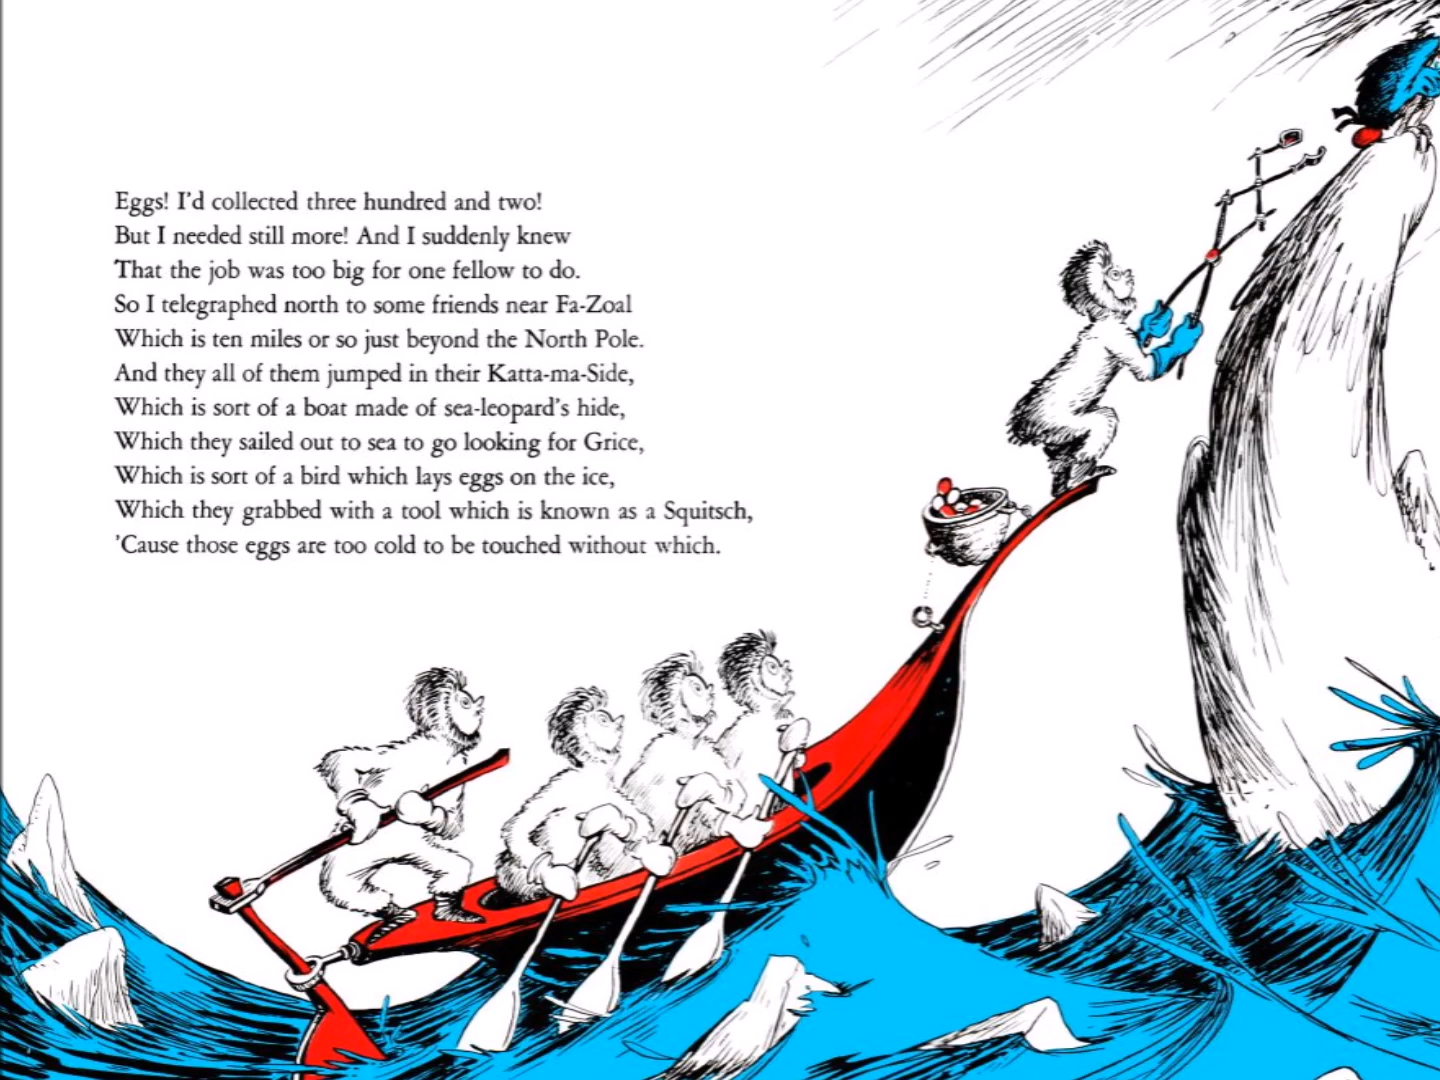 Eggs! I'd collected three hundred and two!
But I needed still more! And I suddenly knew
That the job was too big for one fellow to do.
So I telegraphed north to some friends near Fa-Zoal
Which is ten miles or so just beyond the North Pole.
And they all of them jumped in their Katta-ma-Side,
Which is sort of a boat made of sea-leopard's hide,
Which they sailed out to sea to go looking for Grice,
Which is sort of a bird which lays eggs on the ice,
Which they grabbed with a tool which is known as a Squitsch,
'Cause those eggs are too cold to be touched without which.